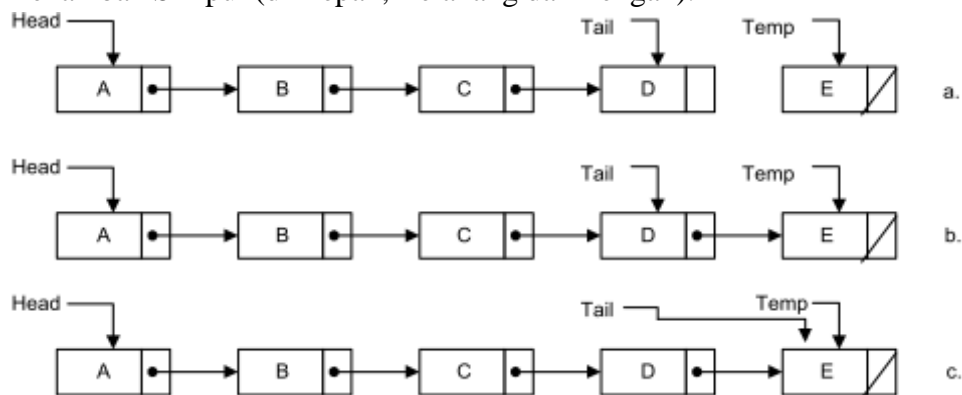 Head Tail Temp
A B C D E a.
Head Tail Temp
A B C D E b.
Head Tail Temp
A B C D E c.